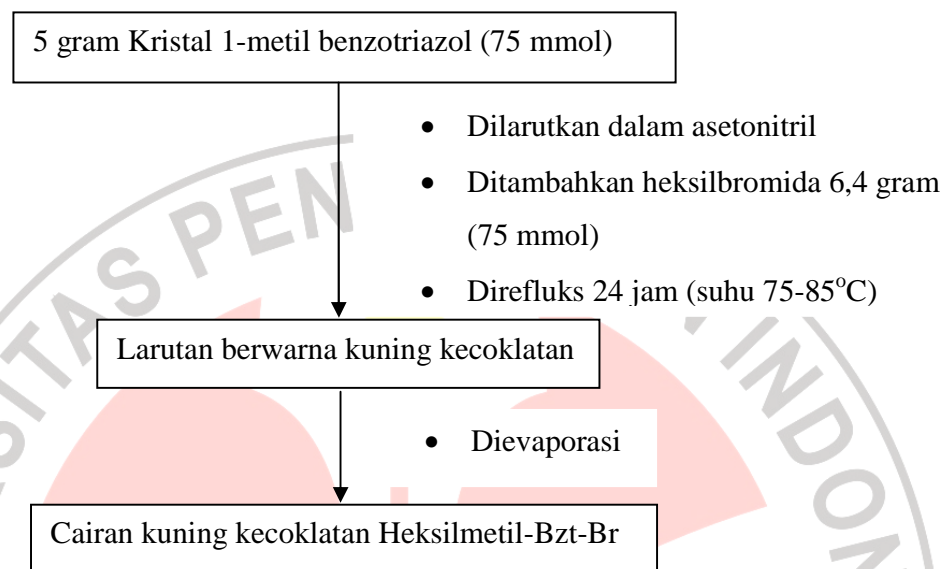 5 gram Kristal 1-metil benzotriazol (75 mmol)
• Dilarutkan dalam asetonitril
• Ditambahkan heksilbromida 6,4 gram
(75 mmol)
• Direfluks 24 jam (suhu 75-85°C)
Larutan berwarna kuning kecoklatan
• Dievaporasi
Cairan kuning kecoklatan Heksilmetil-Bzt-Br